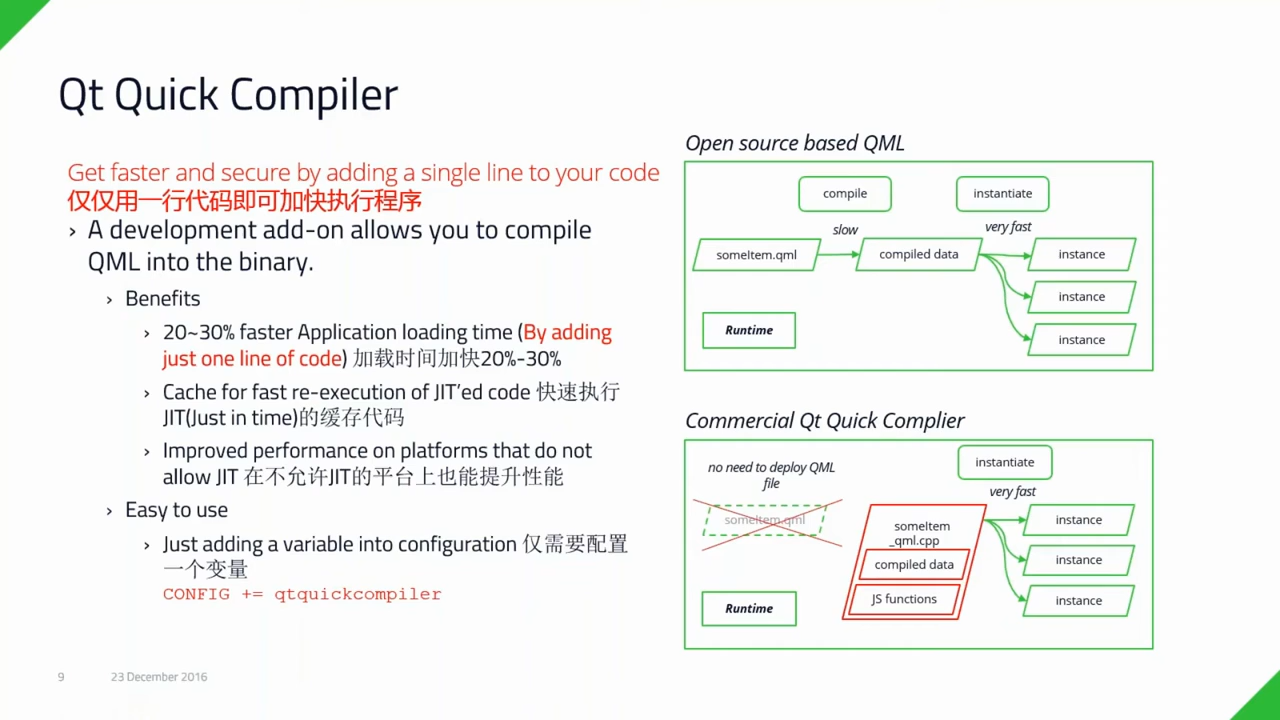 Qt Quick Compiler
Get faster and secure by adding a single line to your code
仅仅用一行代码即可加快执行程序
› A development add-on allows you to compile
QML into the binary.
› Benefits
› 20~30% faster Application loading time (By adding
just one line of code) 加载时间加快20%-30%
› Cache for fast re-execution of JIT’ed code 快速执行
JIT(Just in time)的缓存代码
› Improved performance on platforms that do not
allow JIT 在不允许JIT的平台上也能提升性能
› Easy to use
› Just adding a variable into configuration 仅需要配置
一个变量
CONFIG += qtquickcompiler
Open source based QML
compile
instantiate
slow
very fast
someItem.qml
compiled data
instance
instance
instance
Runtime
Commercial Qt Quick Complier
no need to deploy QML
file
instantiate
very fast
someItem.qml
someItem
_qml.cpp
compiled data
JS functions
instance
instance
instance
Runtime
9
23 December 2016